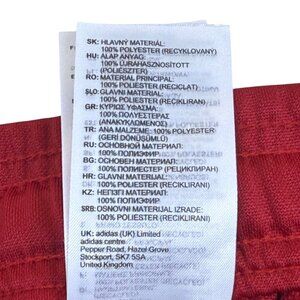 SK: HLAVNÝ MATERIÁL:
100% POLYESTER (RECYKLOVANÝ)
HU: ALAP ANYAG:
100% ÚJRAHASZNOSÍTOTT
(POLIÉSZTER)
RO: MATERIAL PRINCIPAL:
100% POLIESTER (RECICLAT)
SLO: GLAVNI MATERIAL:
100% POLIESTER (RECIKLIRAN)
GR: ΚΥΡΙΟΣ ΥΦΑΣΜΑ:
100% ΠΟΛΥΕΣΤΕΡΑΣ
(ΑΝΑΚΥΚΛΩΜΕΝΟΣ)
TR: ANA MALZEME: 100% POLYESTER
(GERİ DÖNÜŞÜMLÜ)
RU: ОСНОВНОЙ МАТЕРИАЛ:
100% ПОЛИЭФИР
BG: ОСНОВЕН МАТЕРИАЛ:
100% ПОЛИЕСТЕР (РЕЦИКЛИРАН)
HR: GLAVNI MATERIJAL:
100% POLIESTER (RECIKLIRANI)
KZ: НЕГІЗГІ МАТЕРИАЛ:
100% ПОЛИЭФИР
SRB: OSNOVNI MATERIJAL IZRADE:
100% POLIESTER (RECIKLIRANI)
UK: adidas (UK) Limited
adidas centre
Pepper Road, Hazel Grove
Stockport, SK7 5SA
United Kingdom